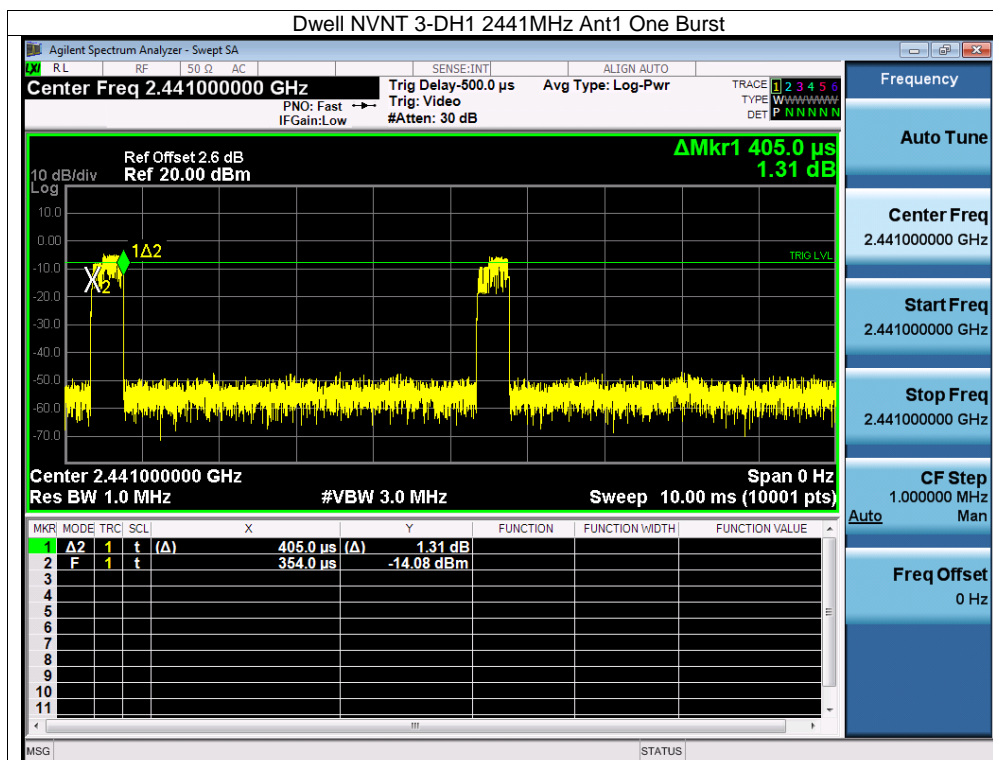 Dwell NVNT 3-DH1 2441MHz Ant1 One Burst
Agilent Spectrum Analyzer - Swept SA
LXI RL RF 50 Ω AC SENSE:INT ALIGN AUTO
Center Freq 2.441000000 GHz
PNO: Fast
IFGain:Low
Trig Delay-500.0 µs
Trig: Video
#Atten: 30 dB
Avg Type: Log-Pwr
TRACE 1 2 3 4 5 6
TYPE WWWWWW
DET P N N N N N
Ref Offset 2.6 dB
Ref 20.00 dBm
10 dB/div
Log
ΔMkr1 405.0 µs
1.31 dB
10.0
0.00
-10.0
-20.0
-30.0
-40.0
-50.0
-60.0
-70.0
1Δ2
2
TRIG LVL
Center 2.441000000 GHz
Span 0 Hz
Res BW 1.0 MHz
#VBW 3.0 MHz
Sweep 10.00 ms (10001 pts)
MKR MODE TRC SCL X Y FUNCTION FUNCTION WIDTH FUNCTION VALUE
1 Δ2 1 t (Δ) 405.0 µs (Δ) 1.31 dB
2 F 1 t 354.0 µs -14.08 dBm
3
4
5
6
7
8
9
10
11
MSG
STATUS
Frequency
Auto Tune
Center Freq
2.441000000 GHz
Start Freq
2.441000000 GHz
Stop Freq
2.441000000 GHz
CF Step
1.000000 MHz
Auto Man
Freq Offset
0 Hz